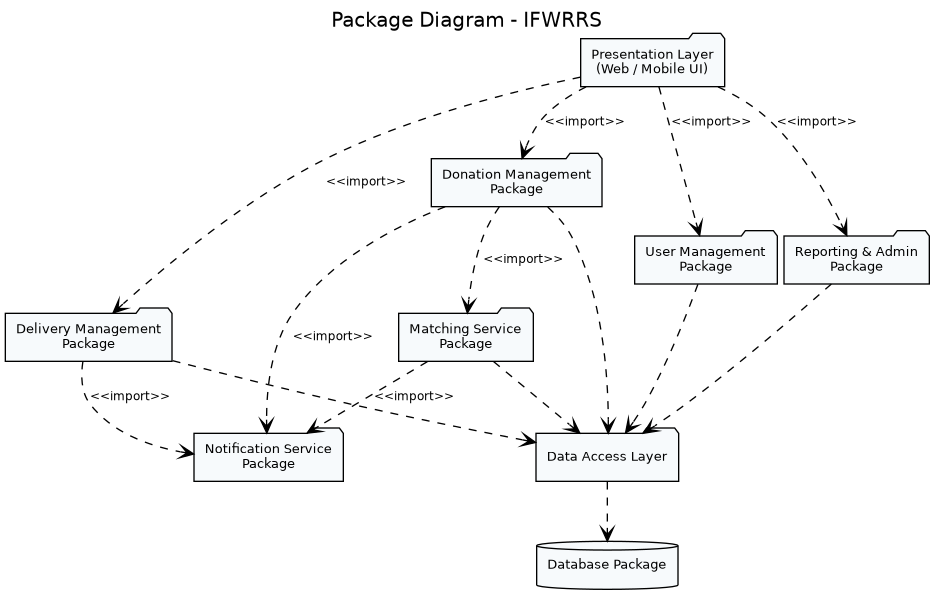 Package Diagram - IFWRRS
Presentation Layer
(Web / Mobile UI)
<<import>>
<<import>>
<<import>>
<<import>>
Donation Management
Package
User Management
Package
Reporting & Admin
Package
<<import>>
Delivery Management
Package
Matching Service
Package
<<import>>
<<import>>
<<import>>
Notification Service
Package
Data Access Layer
Database Package